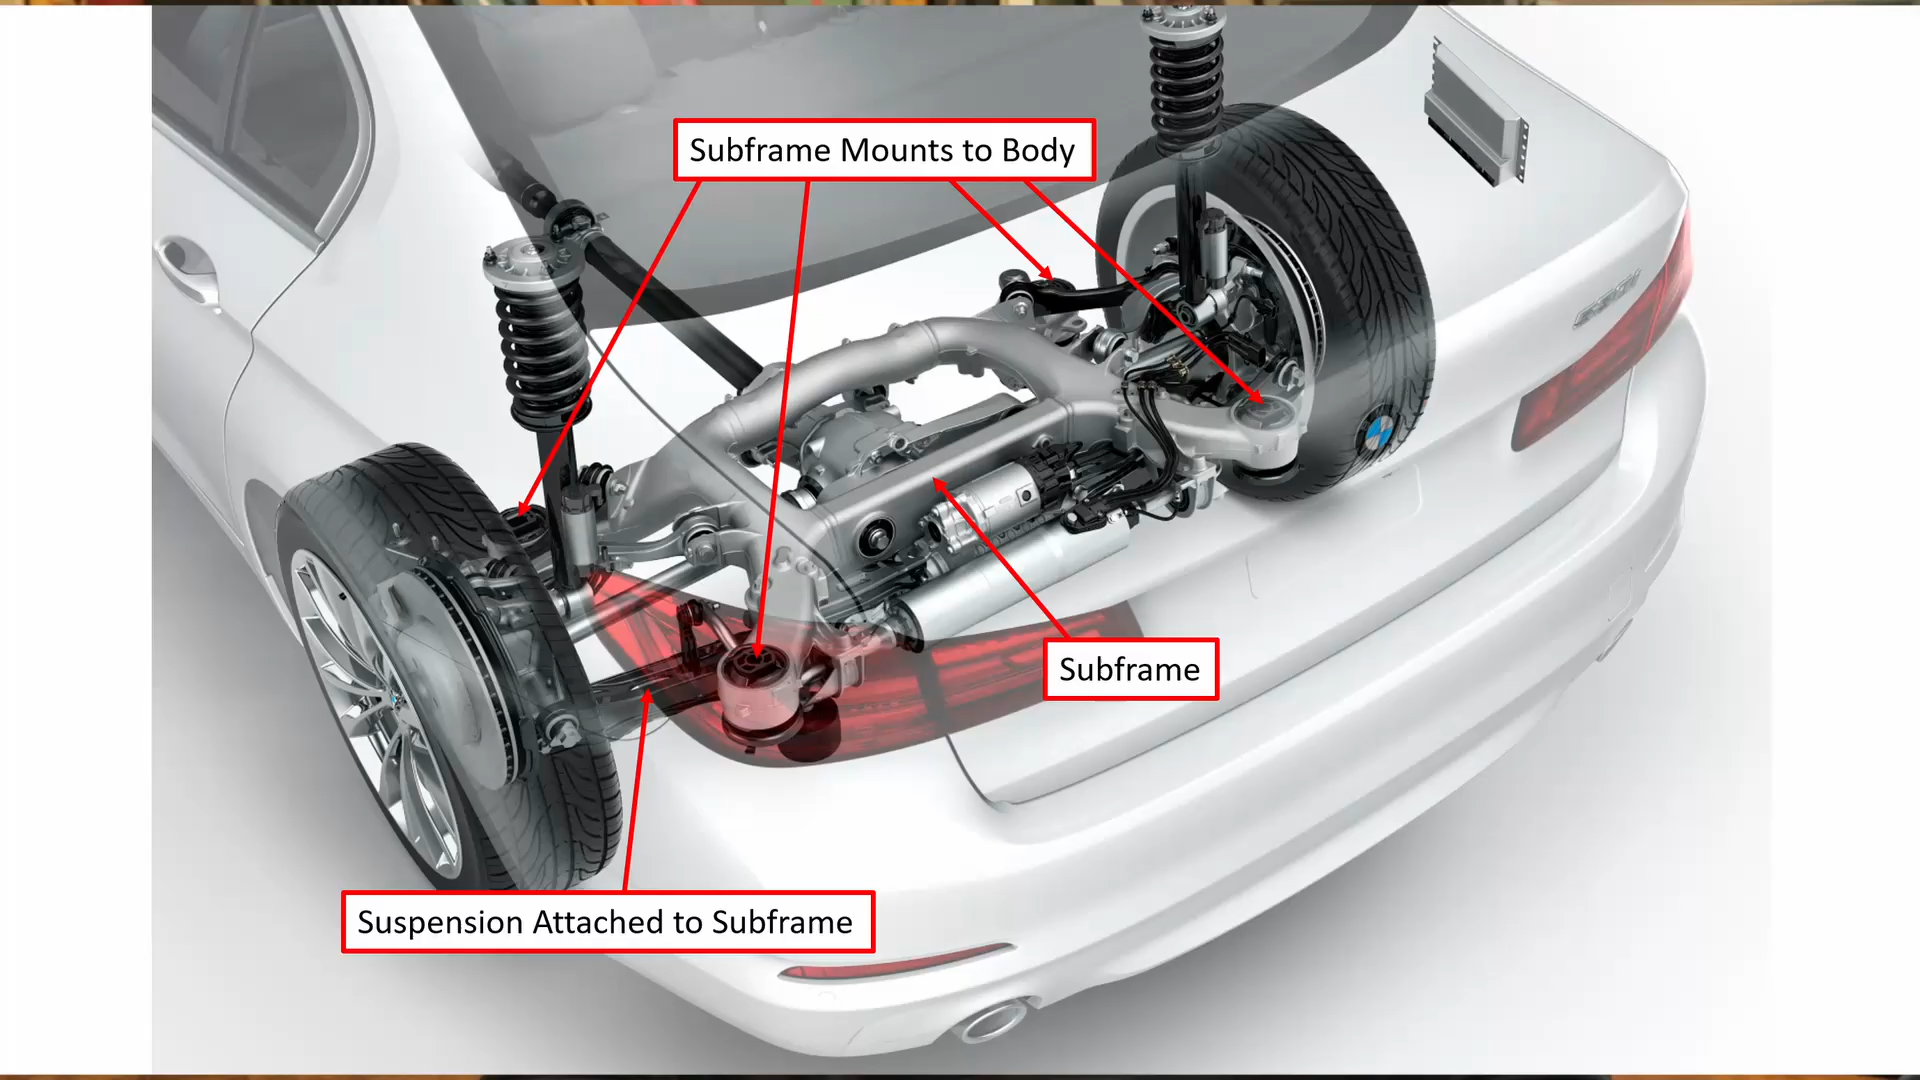 Subframe Mounts to Body
Subframe
Suspension Attached to Subframe